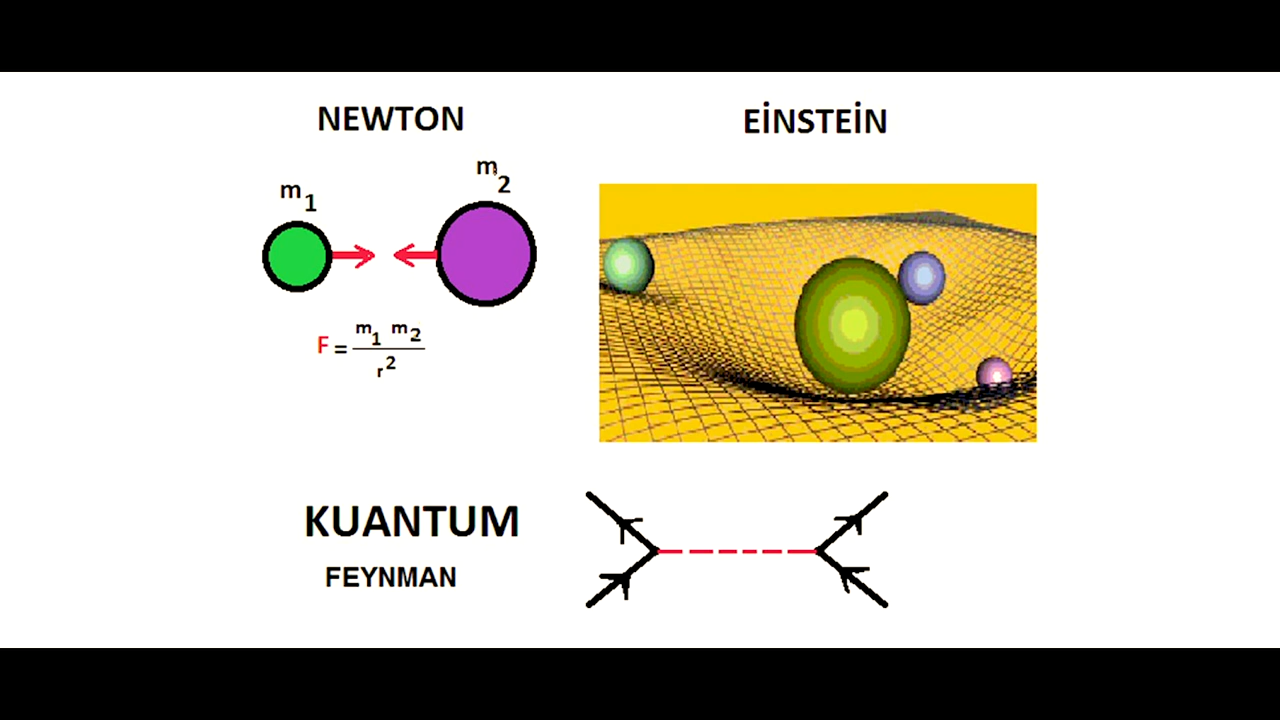 NEWTON
EİNSTEİN
m₁
m₂
F = m₁ m₂ / r²
KUANTUM
FEYNMAN